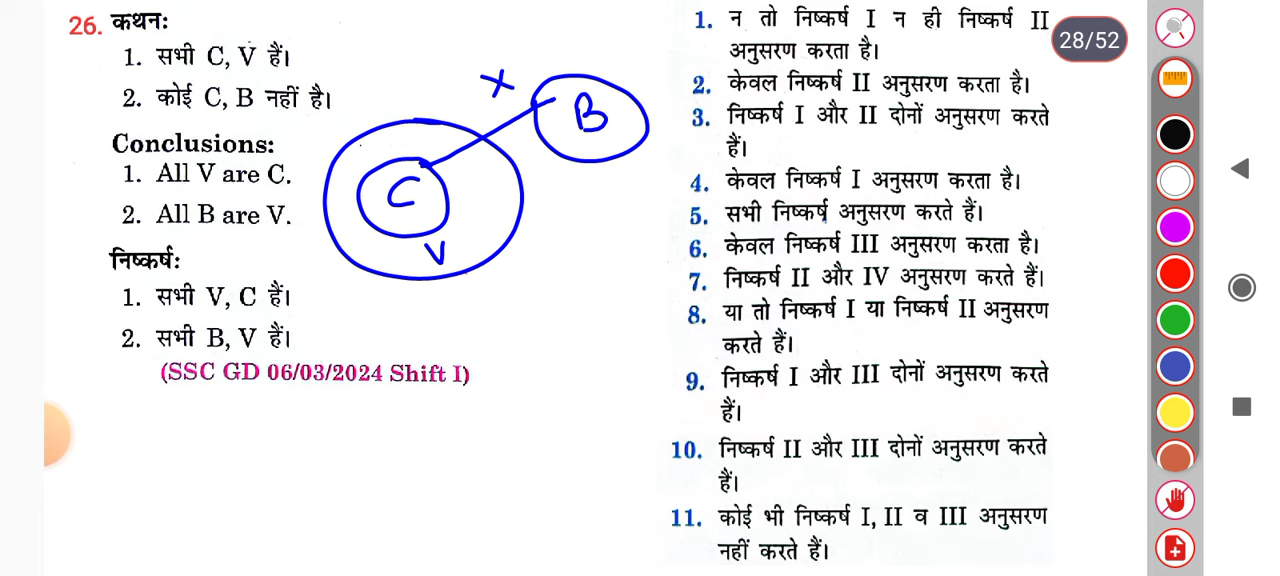 26. कथनः
1. सभी C, V हैं।
2. कोई C, B नहीं है।
Conclusions:
1. All V are C.
2. All B are V.
निष्कर्षः
1. सभी V, C हैं।
2. सभी B, V हैं।
(SSC GD 06/03/2024 Shift I)
C
V
B
1. न तो निष्कर्ष I न ही निष्कर्ष II
अनुसरण करता है।
2. केवल निष्कर्ष II अनुसरण करता है।
3. निष्कर्ष I और II दोनों अनुसरण करते
हैं।
4. केवल निष्कर्ष I अनुसरण करता है।
5. सभी निष्कर्ष अनुसरण करते हैं।
6. केवल निष्कर्ष III अनुसरण करता है।
7. निष्कर्ष II और IV अनुसरण करते हैं।
8. या तो निष्कर्ष I या निष्कर्ष II अनुसरण
करते हैं।
9. निष्कर्ष I और III दोनों अनुसरण करते
हैं।
10. निष्कर्ष II और III दोनों अनुसरण करते
हैं।
11. कोई भी निष्कर्ष I, II व III अनुसरण
नहीं करते हैं।
28/52